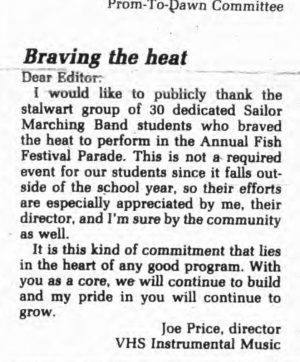 Prom-To-Dawn Committee
Braving the heat
Dear Editor:
I would like to publicly thank the
stalwart group of 30 dedicated Sailor
Marching Band students who braved
the heat to perform in the Annual Fish
Festival Parade. This is not a required
event for our students since it falls out-
side of the school year, so their efforts
are especially appreciated by me, their
director, and I'm sure by the community
as well.
It is this kind of commitment that lies
in the heart of any good program. With
you as a core, we will continue to build
and my pride in you will continue to
grow.
Joe Price, director
VHS Instrumental Music